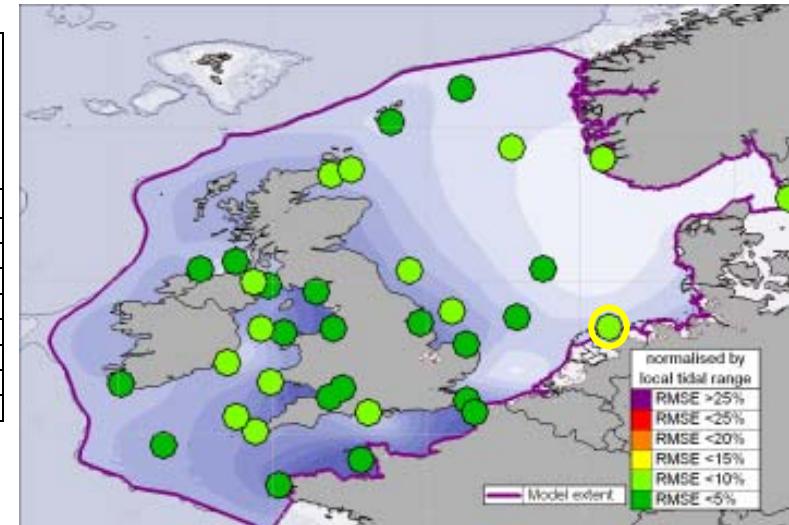 normalised by
local tidal range
RMSE >25%
RMSE <25%
RMSE <20%
RMSE <15%
RMSE <10%
RMSE <5%
Model extent